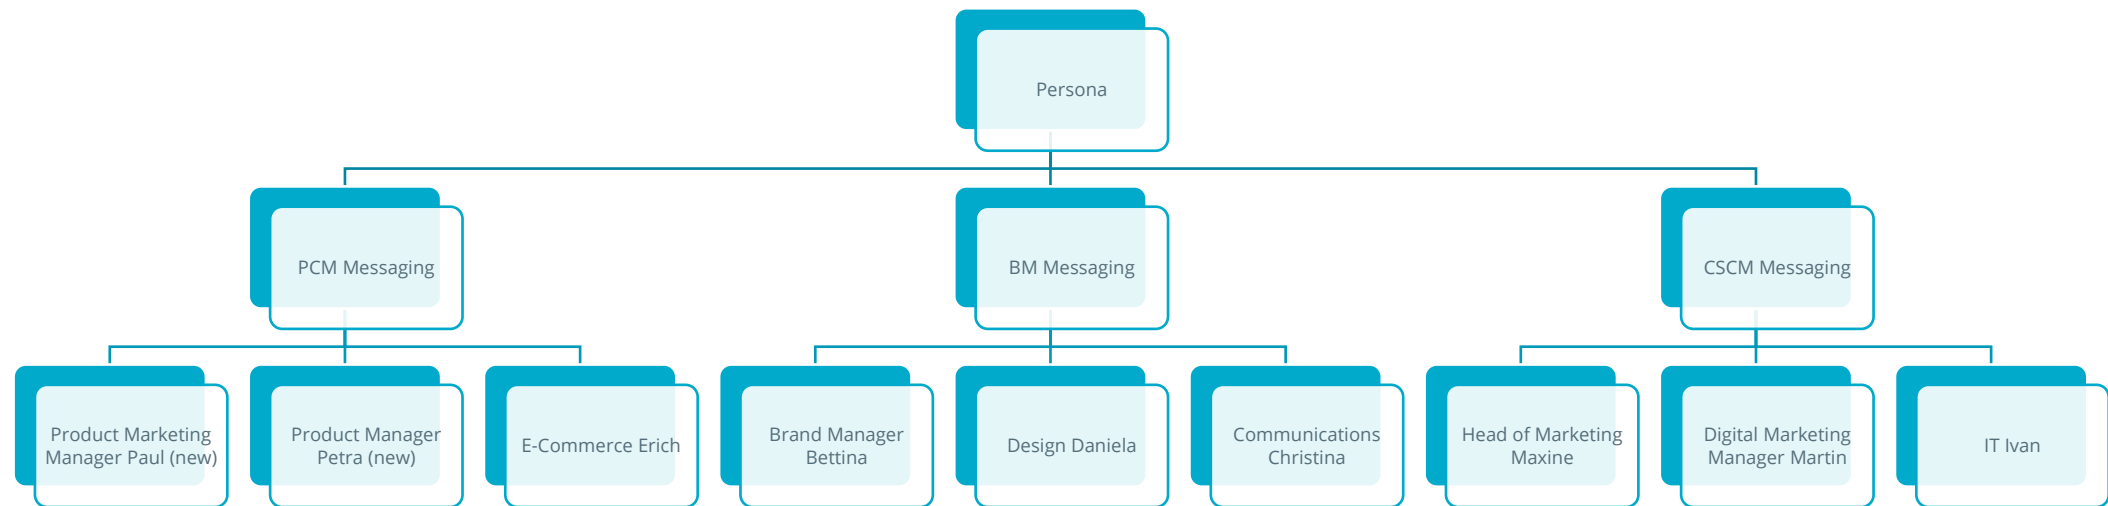 Persona
PCM Messaging
BM Messaging
CSCM Messaging
Product Marketing
Manager Paul (new)
Product Manager
Petra (new)
E-Commerce Erich
Brand Manager
Bettina
Design Daniela
Communications
Christina
Head of Marketing
Maxine
Digital Marketing
Manager Martin
IT Ivan